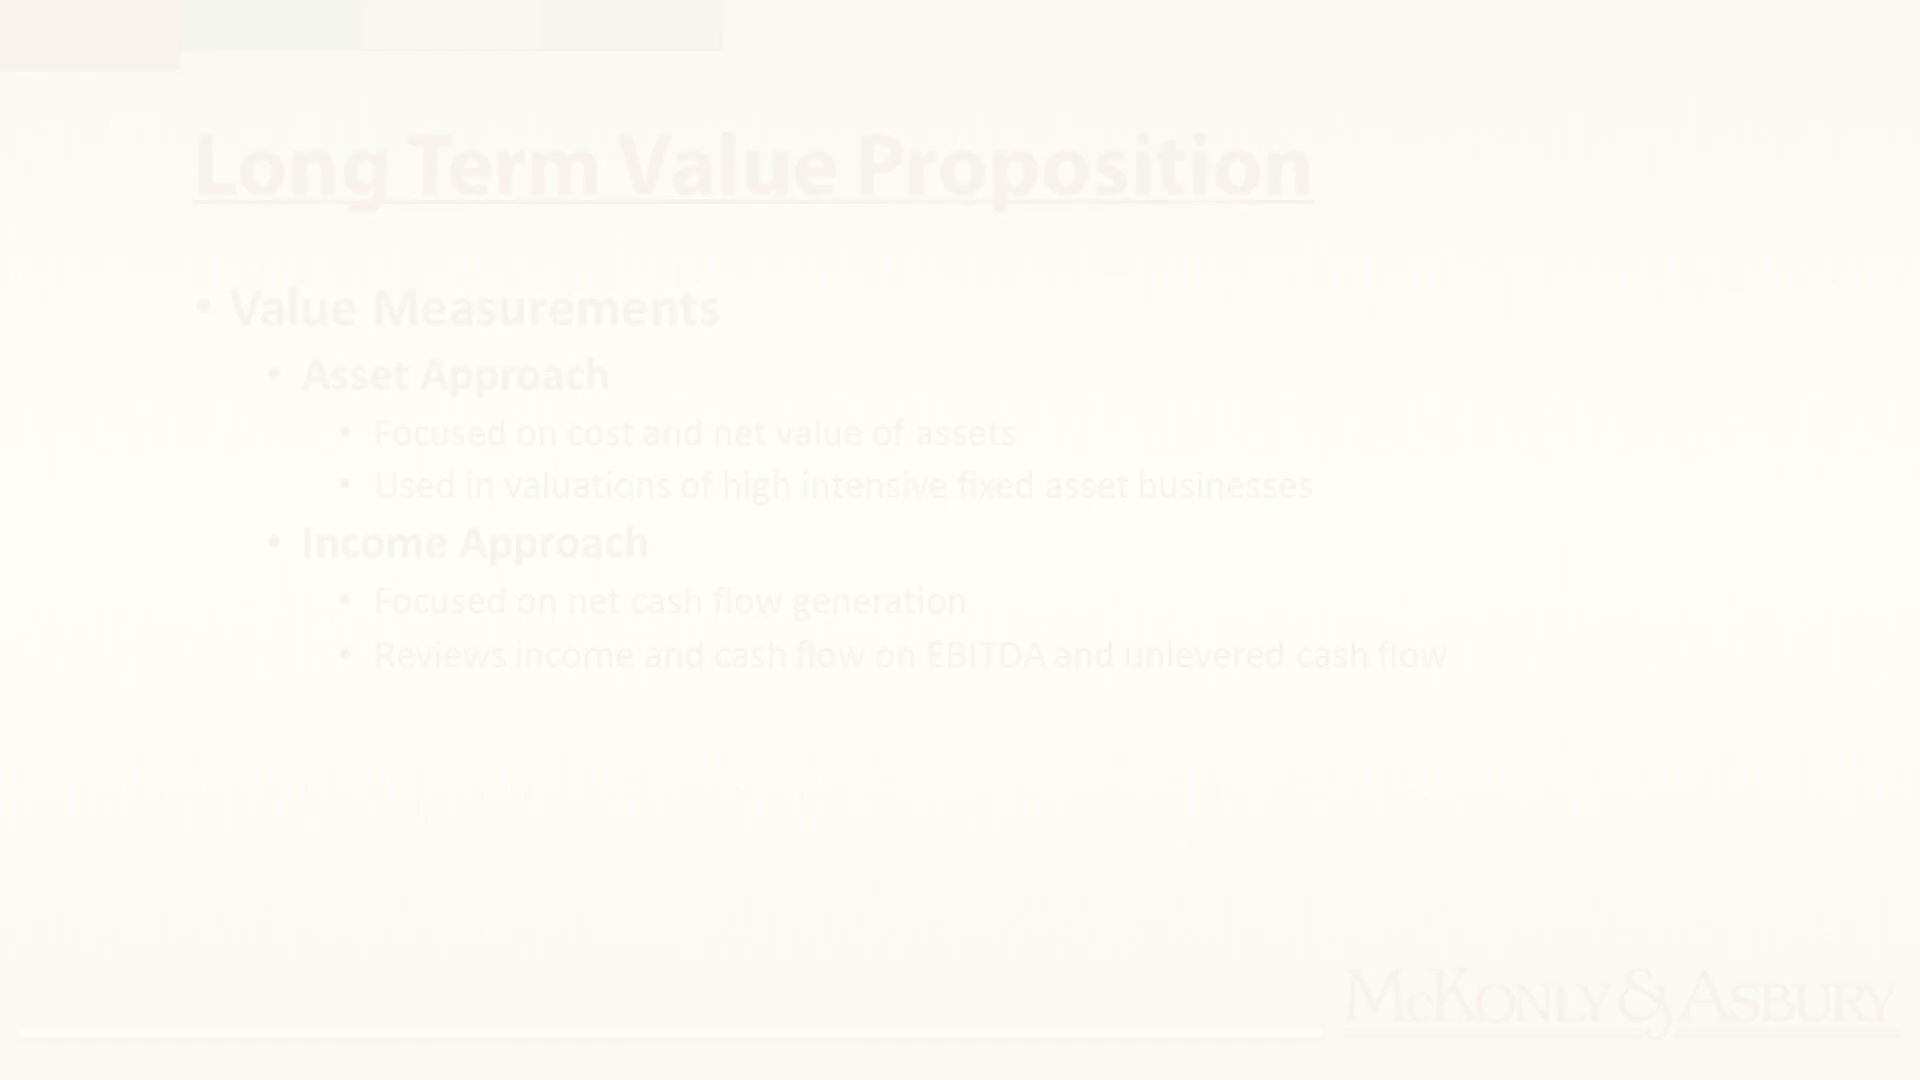 Long Term Value Proposition
• Value Measurements
• Asset Approach
• Focused on cost and net value of assets
• Used in valuations of high intensive fixed asset businesses
• Income Approach
• Focused on net cash flow generation
• Reviews income and cash flow on EBITDA and unlevered cash flow
McKonly & Asbury